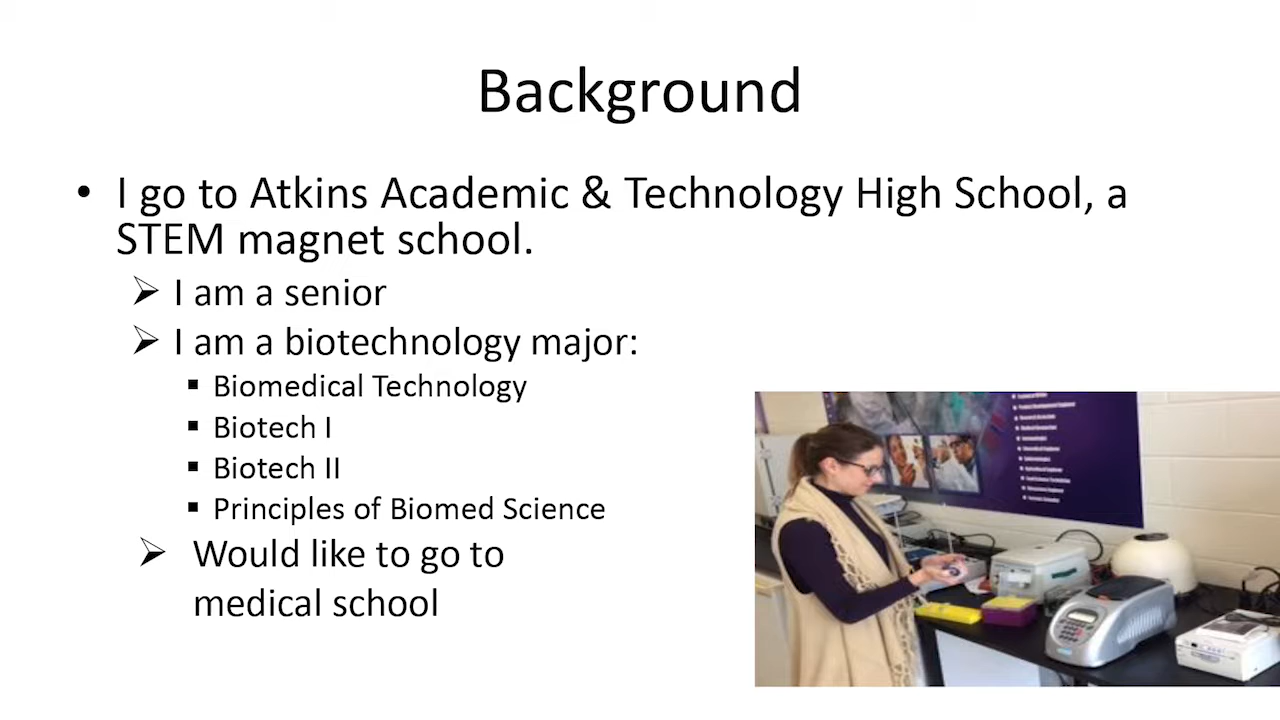 Background
• I go to Atkins Academic & Technology High School, a
STEM magnet school.
➢ I am a senior
➢ I am a biotechnology major:
▪ Biomedical Technology
▪ Biotech I
▪ Biotech II
▪ Principles of Biomed Science
➢ Would like to go to
medical school